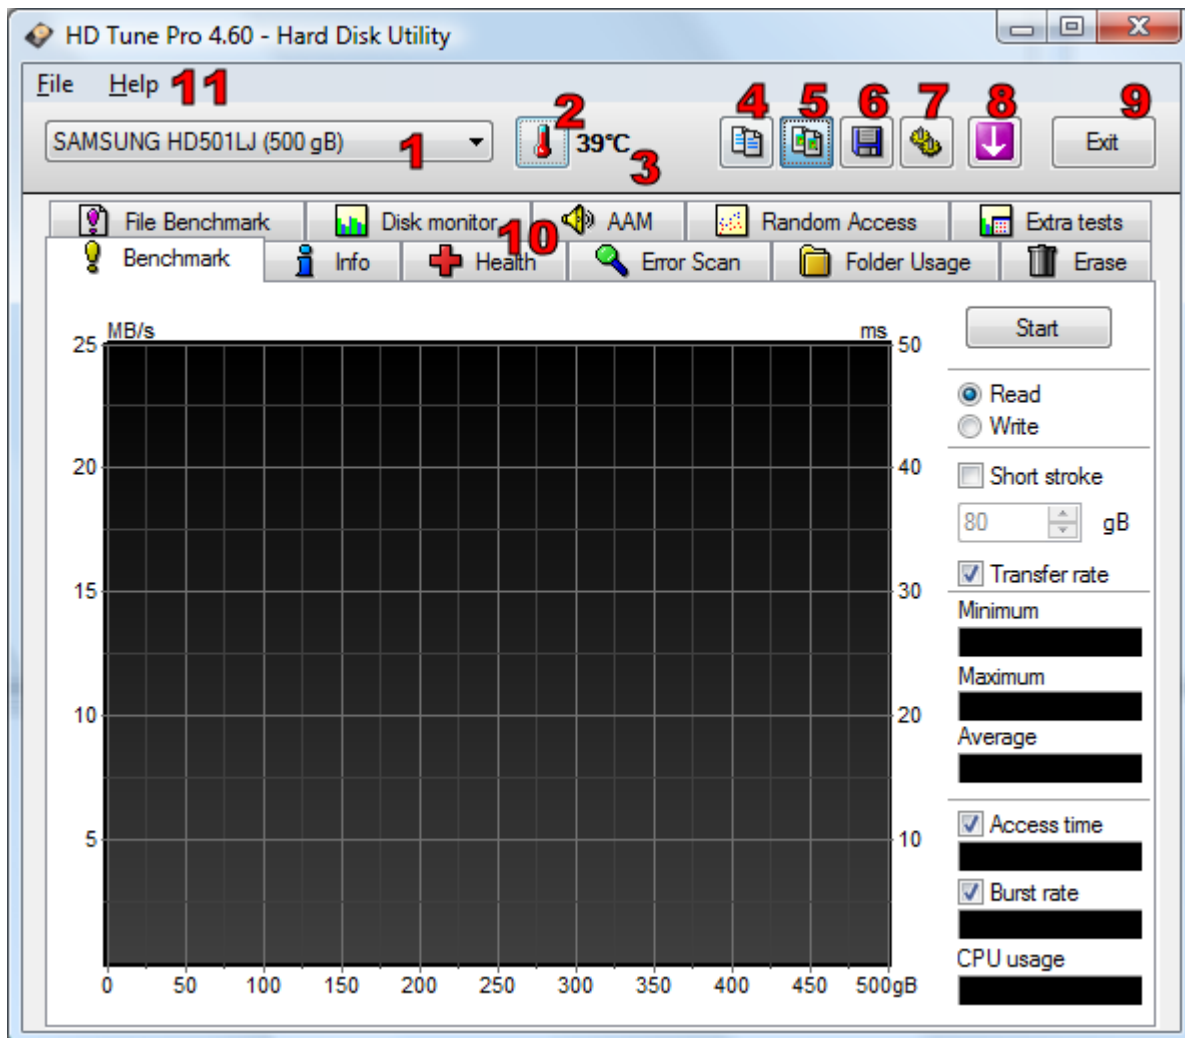 HD Tune Pro 4.60 - Hard Disk Utility
File Help 11
SAMSUNG HD501LJ (500 gB) 1
2 39°C 3
4 5 6 7 8 9
Exit
File Benchmark Disk monitor AAM Random Access Extra tests
10
Benchmark Info Health Error Scan Folder Usage Erase
MB/s ms
25 50
20 40
15 30
10 20
5 10
0 50 100 150 200 250 300 350 400 450 500gB
Start
Read
Write
Short stroke
80 gB
Transfer rate
Minimum
Maximum
Average
Access time
Burst rate
CPU usage